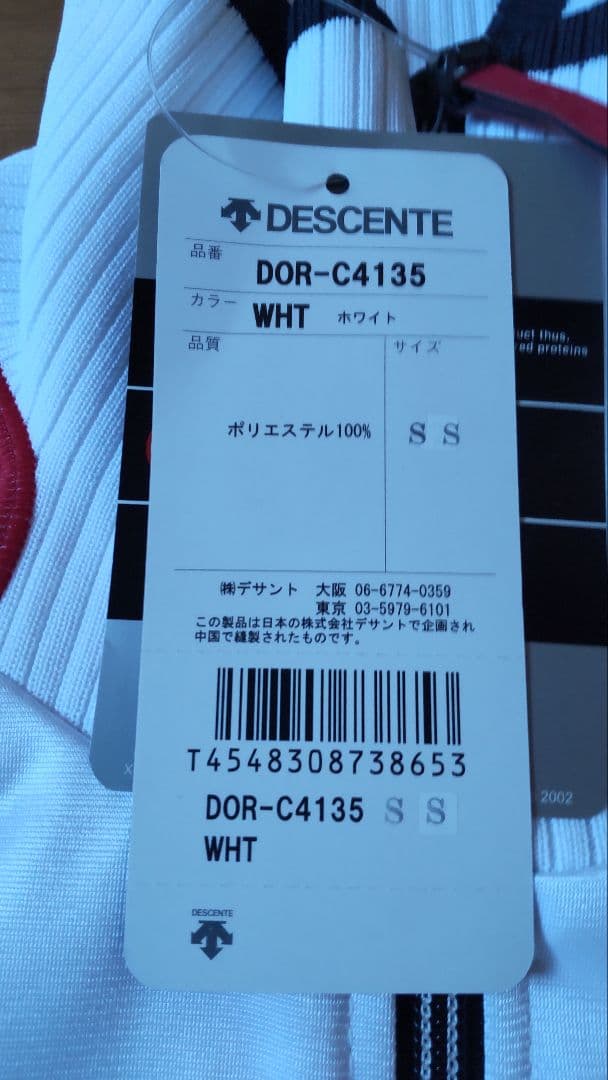 DESCENTE
品番
DOR-C4135
カラー
WHT ホワイト
品質
サイズ
uct thus,
ed proteins
ポリエステル100%
S S
㈱デサント 大阪 06-6774-0359
東京 03-5979-6101
この製品は日本の株式会社デサントで企画され
中国で縫製されたものです。
T4548308738653
DOR-C4135 S S
WHT
2002
DESCENTE